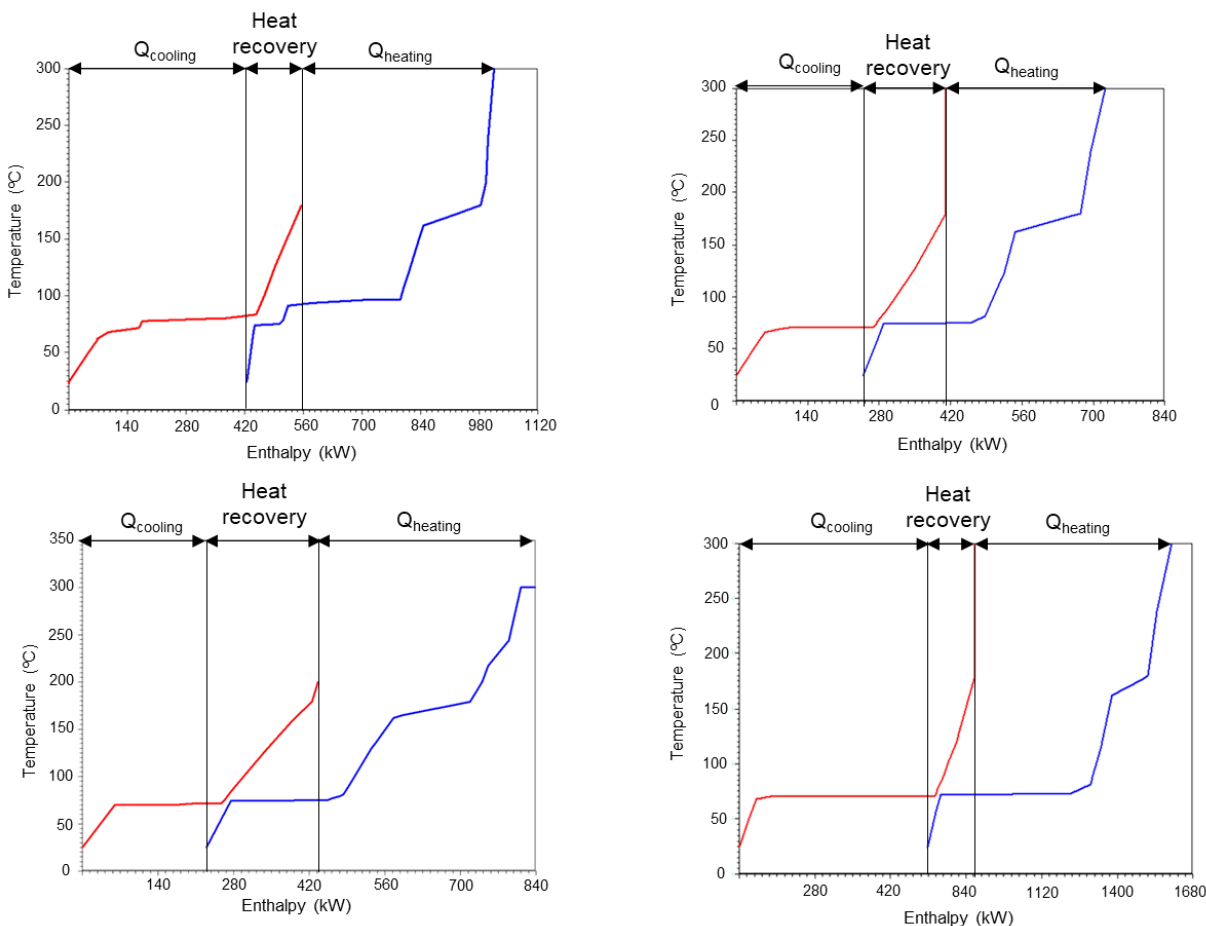 Heat
recovery
Qcooling
Qheating
300
250
200
150
100
50
0
Temperature (ºC)
140 280 420 560 700 840 980 1120
Enthalpy (kW)
Heat
recovery
Qcooling
Qheating
300
250
200
150
100
50
0
Temperature (ºC)
140 280 420 560 700 840
Enthalpy (kW)
Heat
recovery
Qcooling
Qheating
350
300
250
200
150
100
50
0
Temperature (ºC)
140 280 420 560 700 840
Enthalpy (kW)
Heat
recovery
Qcooling
Qheating
300
250
200
150
100
50
0
Temperature (ºC)
280 420 840 1120 1400 1680
Enthalpy (kW)